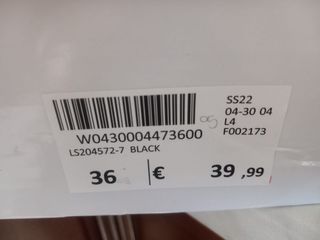 SS22
04-30 04
L4
F002173
W0430004473600
LS204572-7 BLACK
36 € 39 ,99